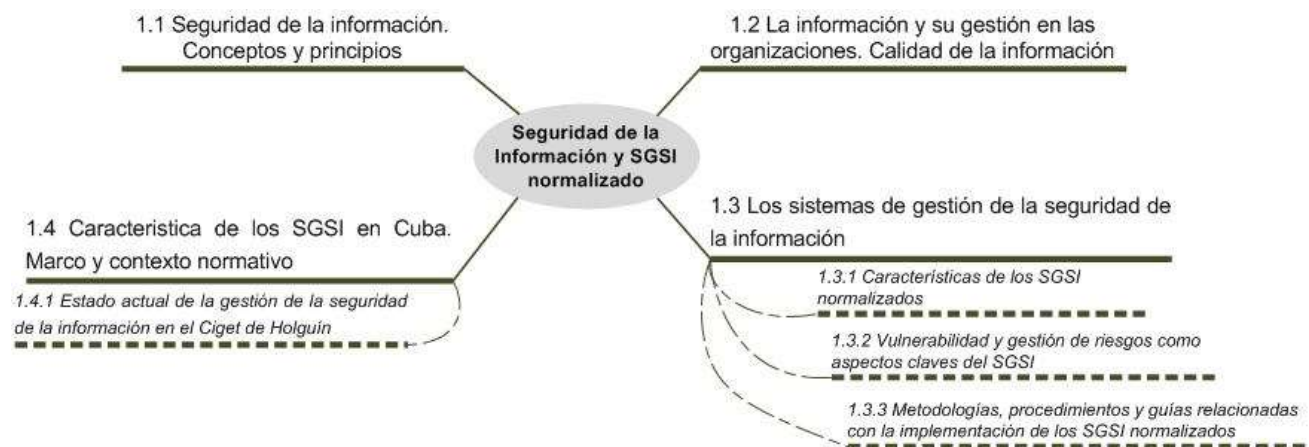 1.1 Seguridad de la información.
Conceptos y principios
1.2 La información y su gestión en las
organizaciones. Calidad de la información
Seguridad de la
Información y SGSI
normalizado
1.3 Los sistemas de gestión de la seguridad de
la información
1.3.1 Características de los SGSI
normalizados
1.3.2 Vulnerabilidad y gestión de riesgos como
aspectos claves del SGSI
1.3.3 Metodologías, procedimientos y guías relacionadas
con la implementación de los SGSI normalizados
1.4 Caracteristica de los SGSI en Cuba.
Marco y contexto normativo
1.4.1 Estado actual de la gestión de la seguridad
de la información en el Ciget de Holguín